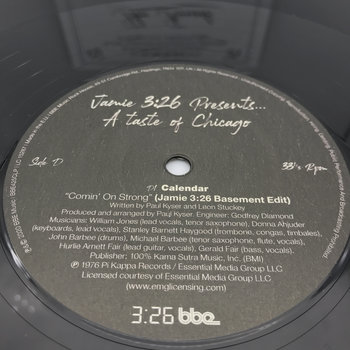 Jamie 3:26 Presents...
A taste of Chicago
Side D
33⅓ Rpm
D1 Calendar
"Comin' On Strong" (Jamie 3:26 Basement Edit)
Written by Paul Kyser and Leon Stuckey
Produced and arranged by Paul Kyser. Engineer: Godfrey Diamond
Musicians: William Jones (lead vocals, tenor saxophone), Donna Ahjuder
(keyboards, lead vocals), Stanley Barnett Haygood (trombone, congas, timbales),
John Barbee (drums), Michael Barbee (tenor saxophone, flute, vocals),
Hurlie Arnett Fair (lead guitar, vocals), Gerald Fair (bass, vocals).
Publisher: 100% Kama Sutra Music, Inc. (BMI)
℗ 1976 Pi Kappa Records / Essential Media Group LLC
Licensed courtesy of Essential Media Group LLC
(www.emglicensing.com)
3:26 bbe